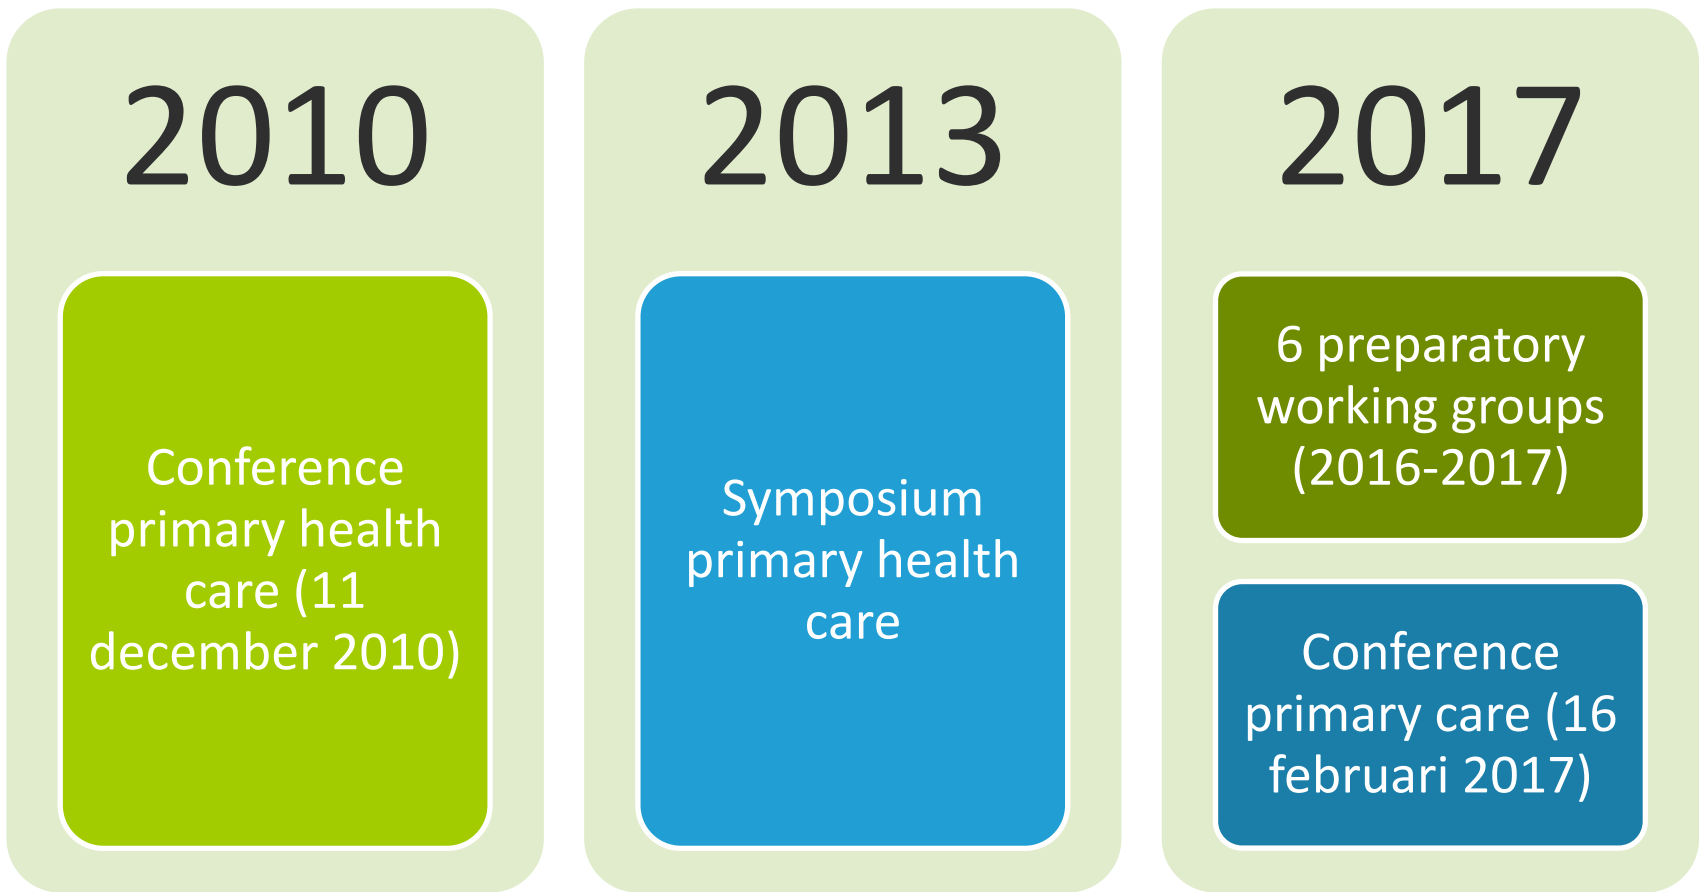 2010
Conference
primary health
care (11
december 2010)
2013
Symposium
primary health
care
2017
6 preparatory
working groups
(2016-2017)
Conference
primary care (16
februari 2017)